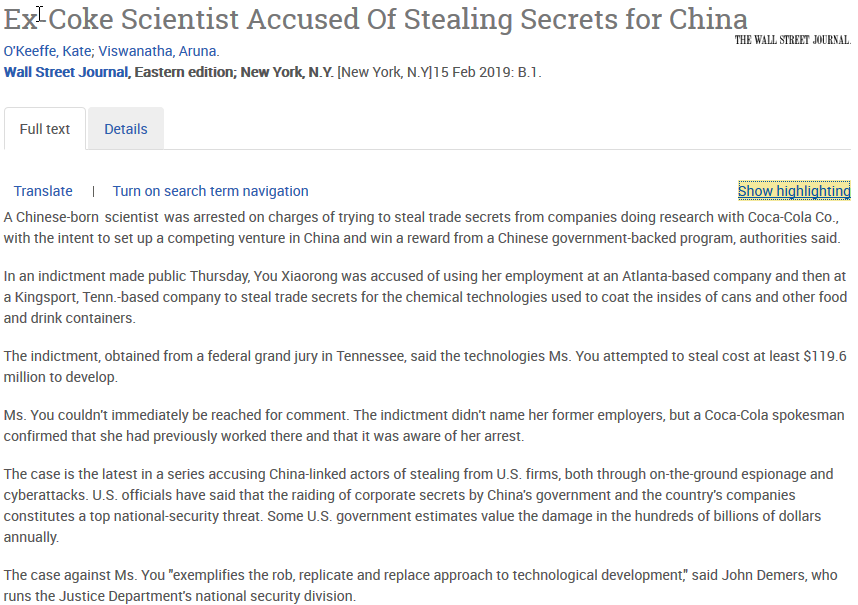 Ex-Coke Scientist Accused Of Stealing Secrets for China
THE WALL STREET JOURNAL.
O'Keeffe, Kate; Viswanatha, Aruna.
Wall Street Journal, Eastern edition; New York, N.Y. [New York, N.Y]15 Feb 2019: B.1.
Full text Details
Translate | Turn on search term navigation Show highlighting
A Chinese-born scientist was arrested on charges of trying to steal trade secrets from companies doing research with Coca-Cola Co.,
with the intent to set up a competing venture in China and win a reward from a Chinese government-backed program, authorities said.
In an indictment made public Thursday, You Xiaorong was accused of using her employment at an Atlanta-based company and then at
a Kingsport, Tenn.-based company to steal trade secrets for the chemical technologies used to coat the insides of cans and other food
and drink containers.
The indictment, obtained from a federal grand jury in Tennessee, said the technologies Ms. You attempted to steal cost at least $119.6
million to develop.
Ms. You couldn't immediately be reached for comment. The indictment didn't name her former employers, but a Coca-Cola spokesman
confirmed that she had previously worked there and that it was aware of her arrest.
The case is the latest in a series accusing China-linked actors of stealing from U.S. firms, both through on-the-ground espionage and
cyberattacks. U.S. officials have said that the raiding of corporate secrets by China's government and the country's companies
constitutes a top national-security threat. Some U.S. government estimates value the damage in the hundreds of billions of dollars
annually.
The case against Ms. You "exemplifies the rob, replicate and replace approach to technological development," said John Demers, who
runs the Justice Department's national security division.